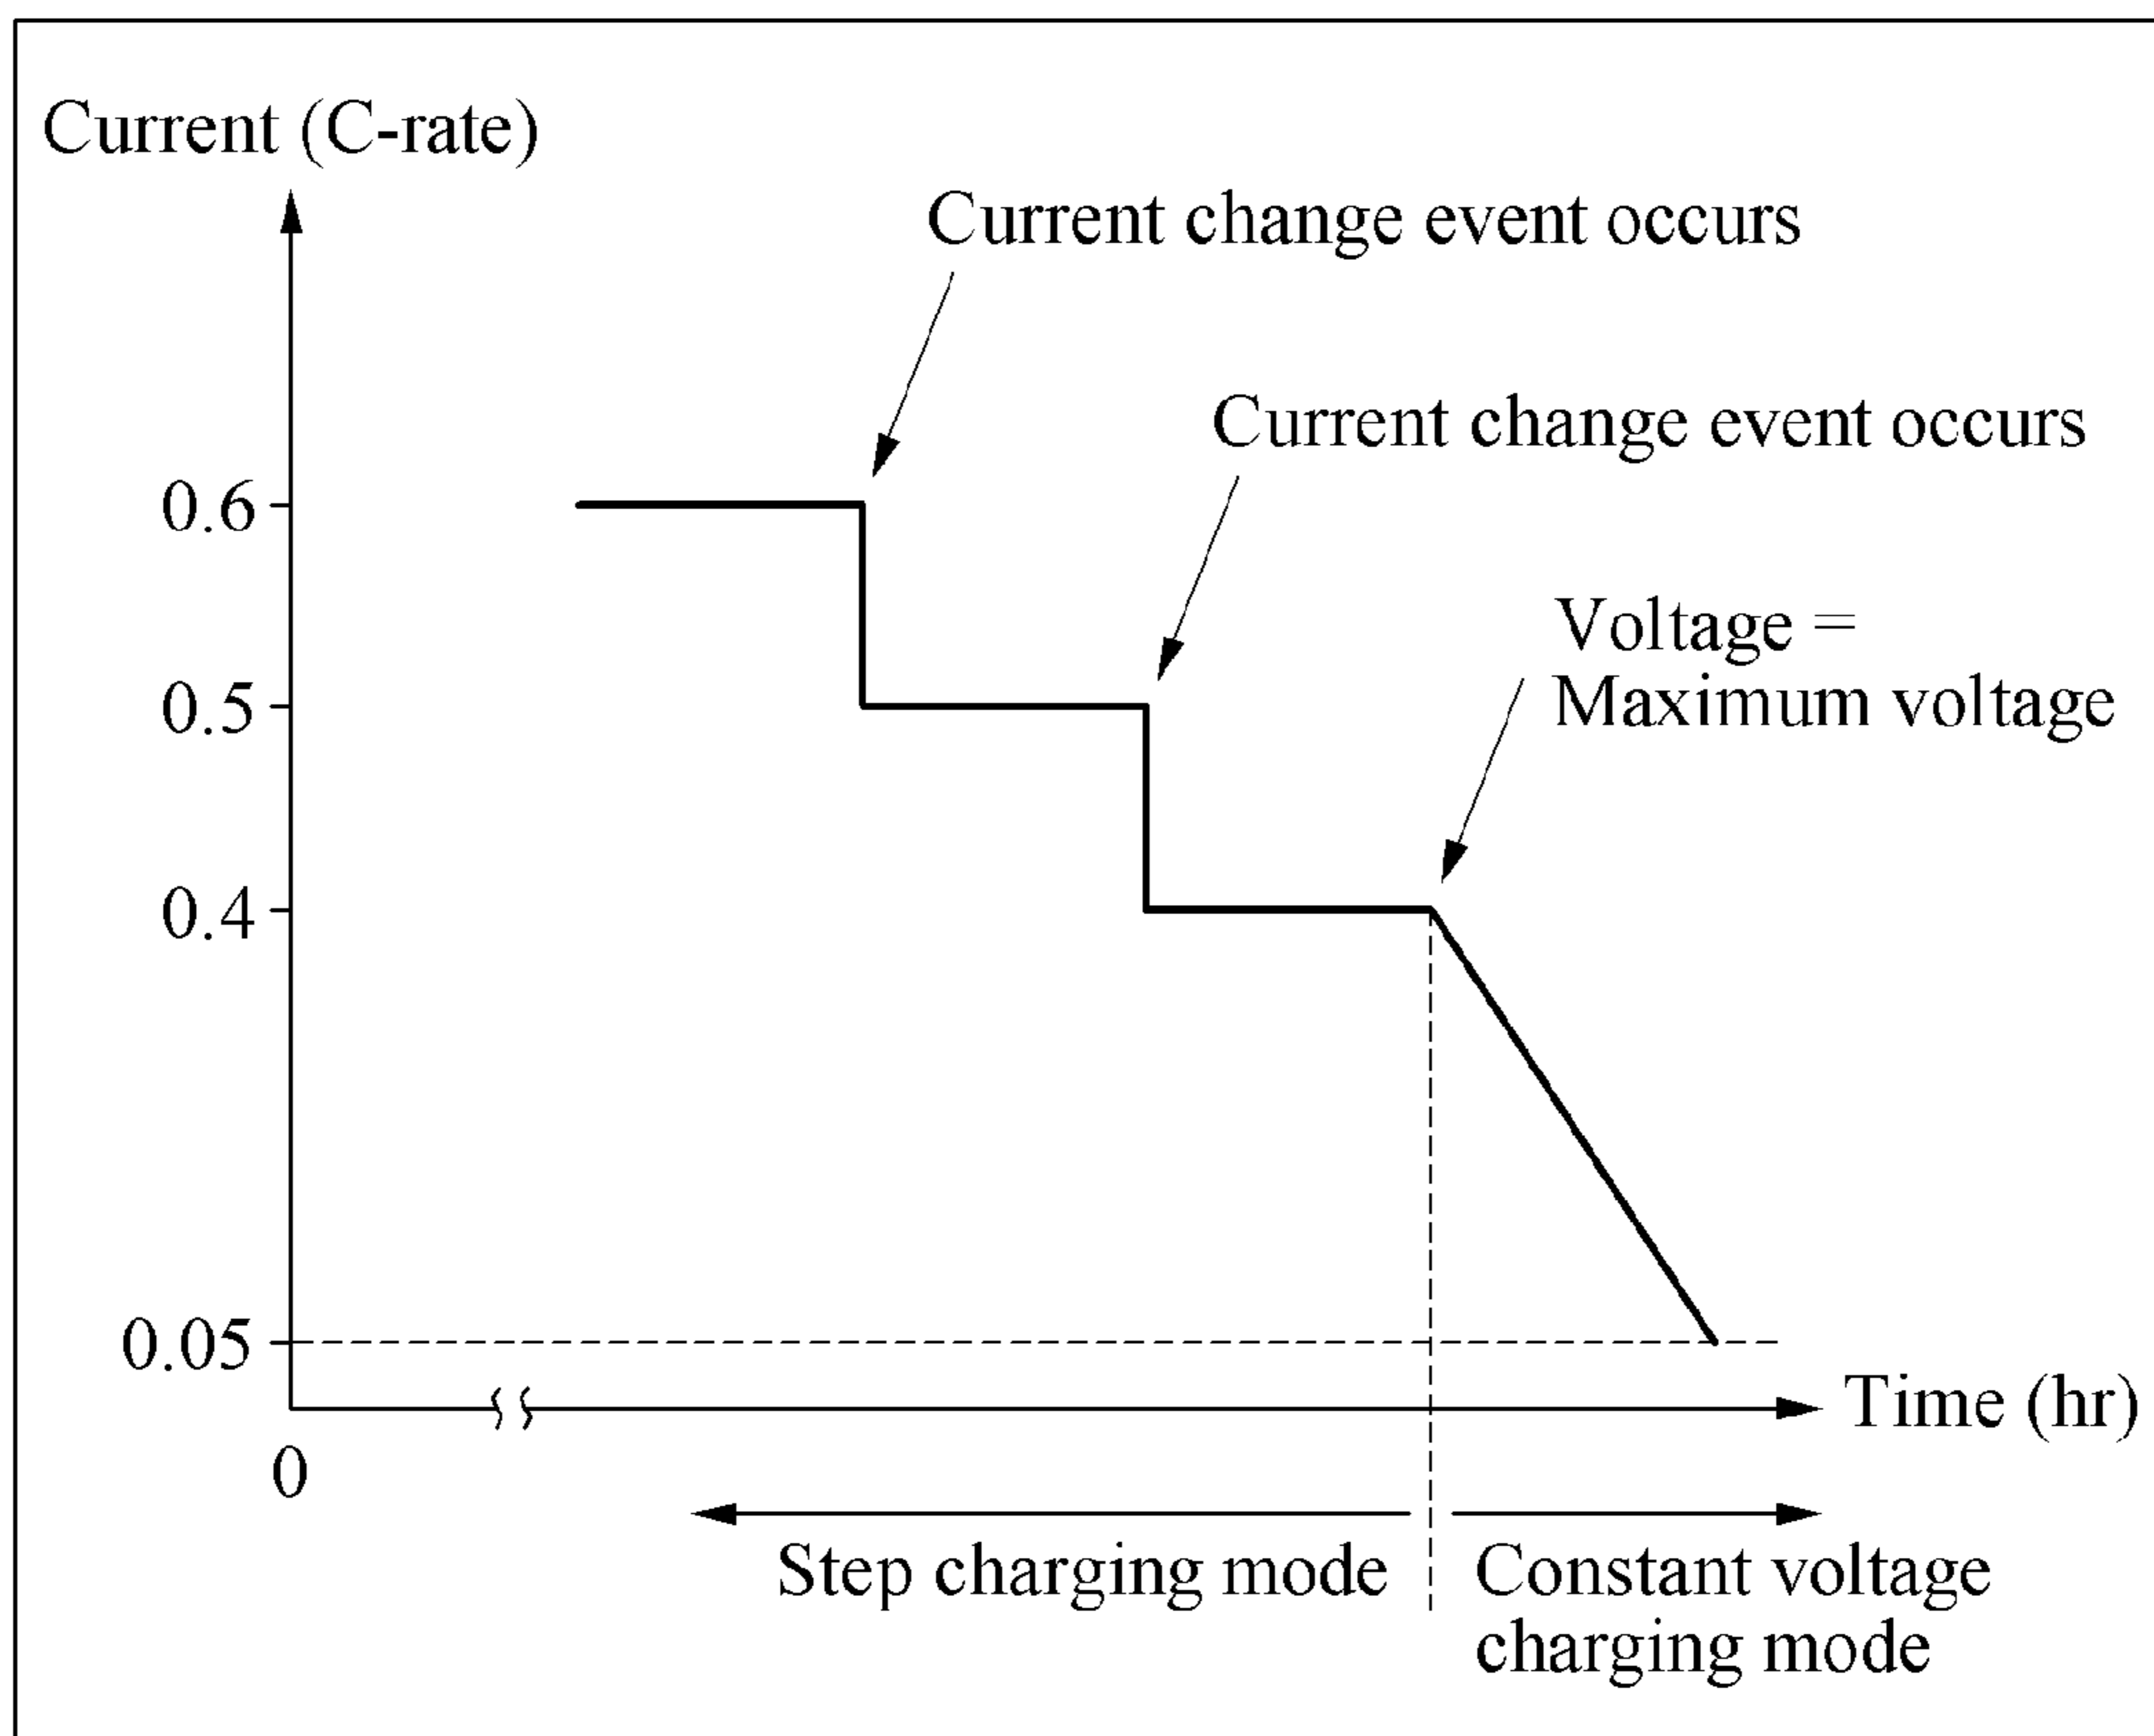 Current (C-rate)
Current change event occurs
Current change event occurs
0.6
Voltage =
Maximum voltage
0.5
0.4
0.05
Time (hr)
0
Step charging mode
Constant voltage
charging mode